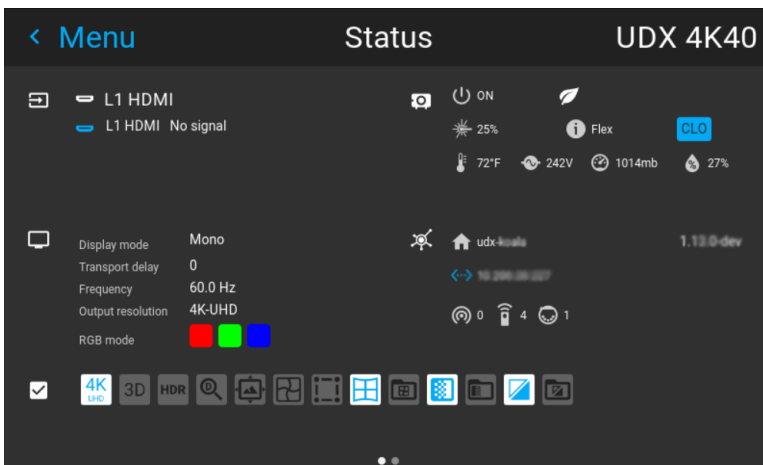 Menu
Status
UDX 4K40
L1 HDMI
L1 HDMI No signal
ON
25%
Flex
CLO
72°F
242V
1014mb
27%
Display mode Mono
Transport delay 0
Frequency 60.0 Hz
Output resolution 4K-UHD
RGB mode
udx-
0
4
1
4K
UHD
3D
HDR
D